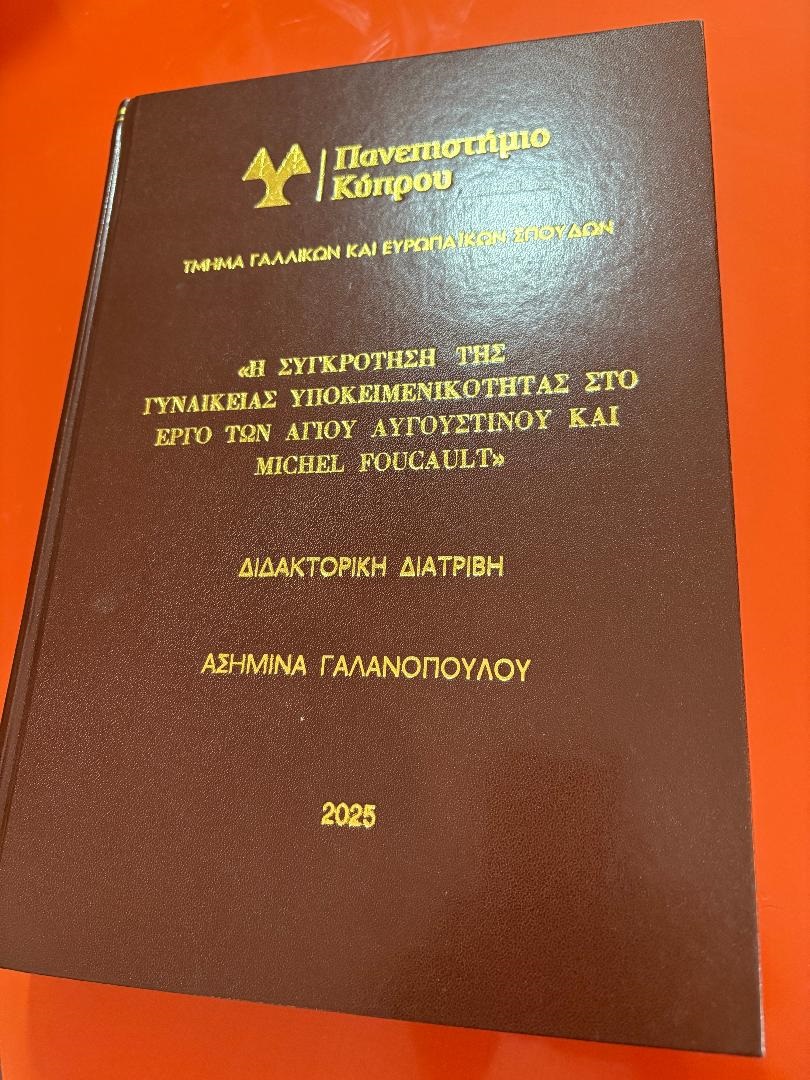 Πανεπιστήμιο
Κύπρου
ΤΜΗΜΑ ΓΑΛΛΙΚΩΝ ΚΑΙ ΕΥΡΩΠΑΪΚΩΝ ΣΠΟΥΔΩΝ
«Η ΣΥΓΚΡΟΤΗΣΗ ΤΗΣ
ΓΥΝΑΙΚΕΙΑΣ ΥΠΟΚΕΙΜΕΝΙΚΟΤΗΤΑΣ ΣΤΟ
ΕΡΓΟ ΤΩΝ ΑΓΙΟΥ ΑΥΓΟΥΣΤΙΝΟΥ ΚΑΙ
MICHEL FOUCAULT»
ΔΙΔΑΚΤΟΡΙΚΗ ΔΙΑΤΡΙΒΗ
ΑΣΗΜΙΝΑ ΓΑΛΑΝΟΠΟΥΛΟΥ
2025